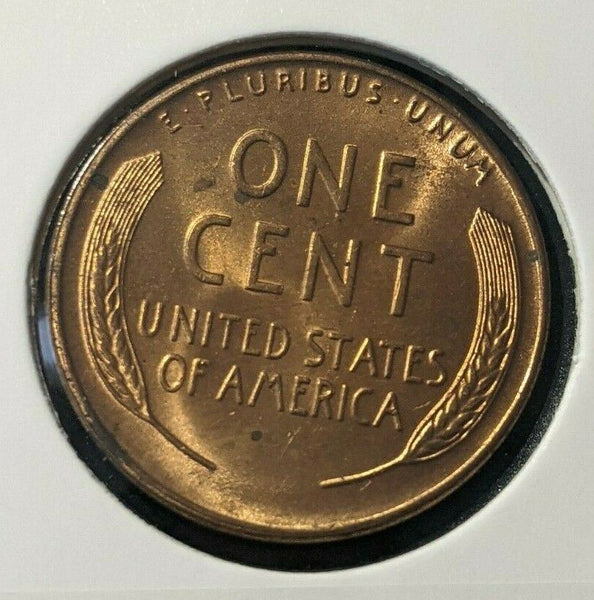 E·PLURIBUS·UNUM
ONE
CENT
UNITED STATES
OF AMERICA